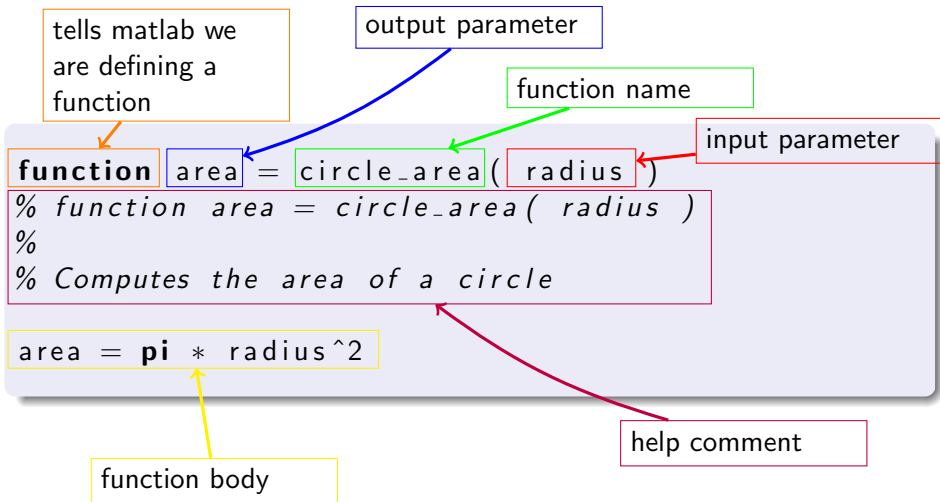 tells matlab we
are defining a
function
output parameter
function name
input parameter
function area = circle_area( radius )
% function area = circle_area( radius )
%
% Computes the area of a circle
area = pi * radius^2
help comment
function body